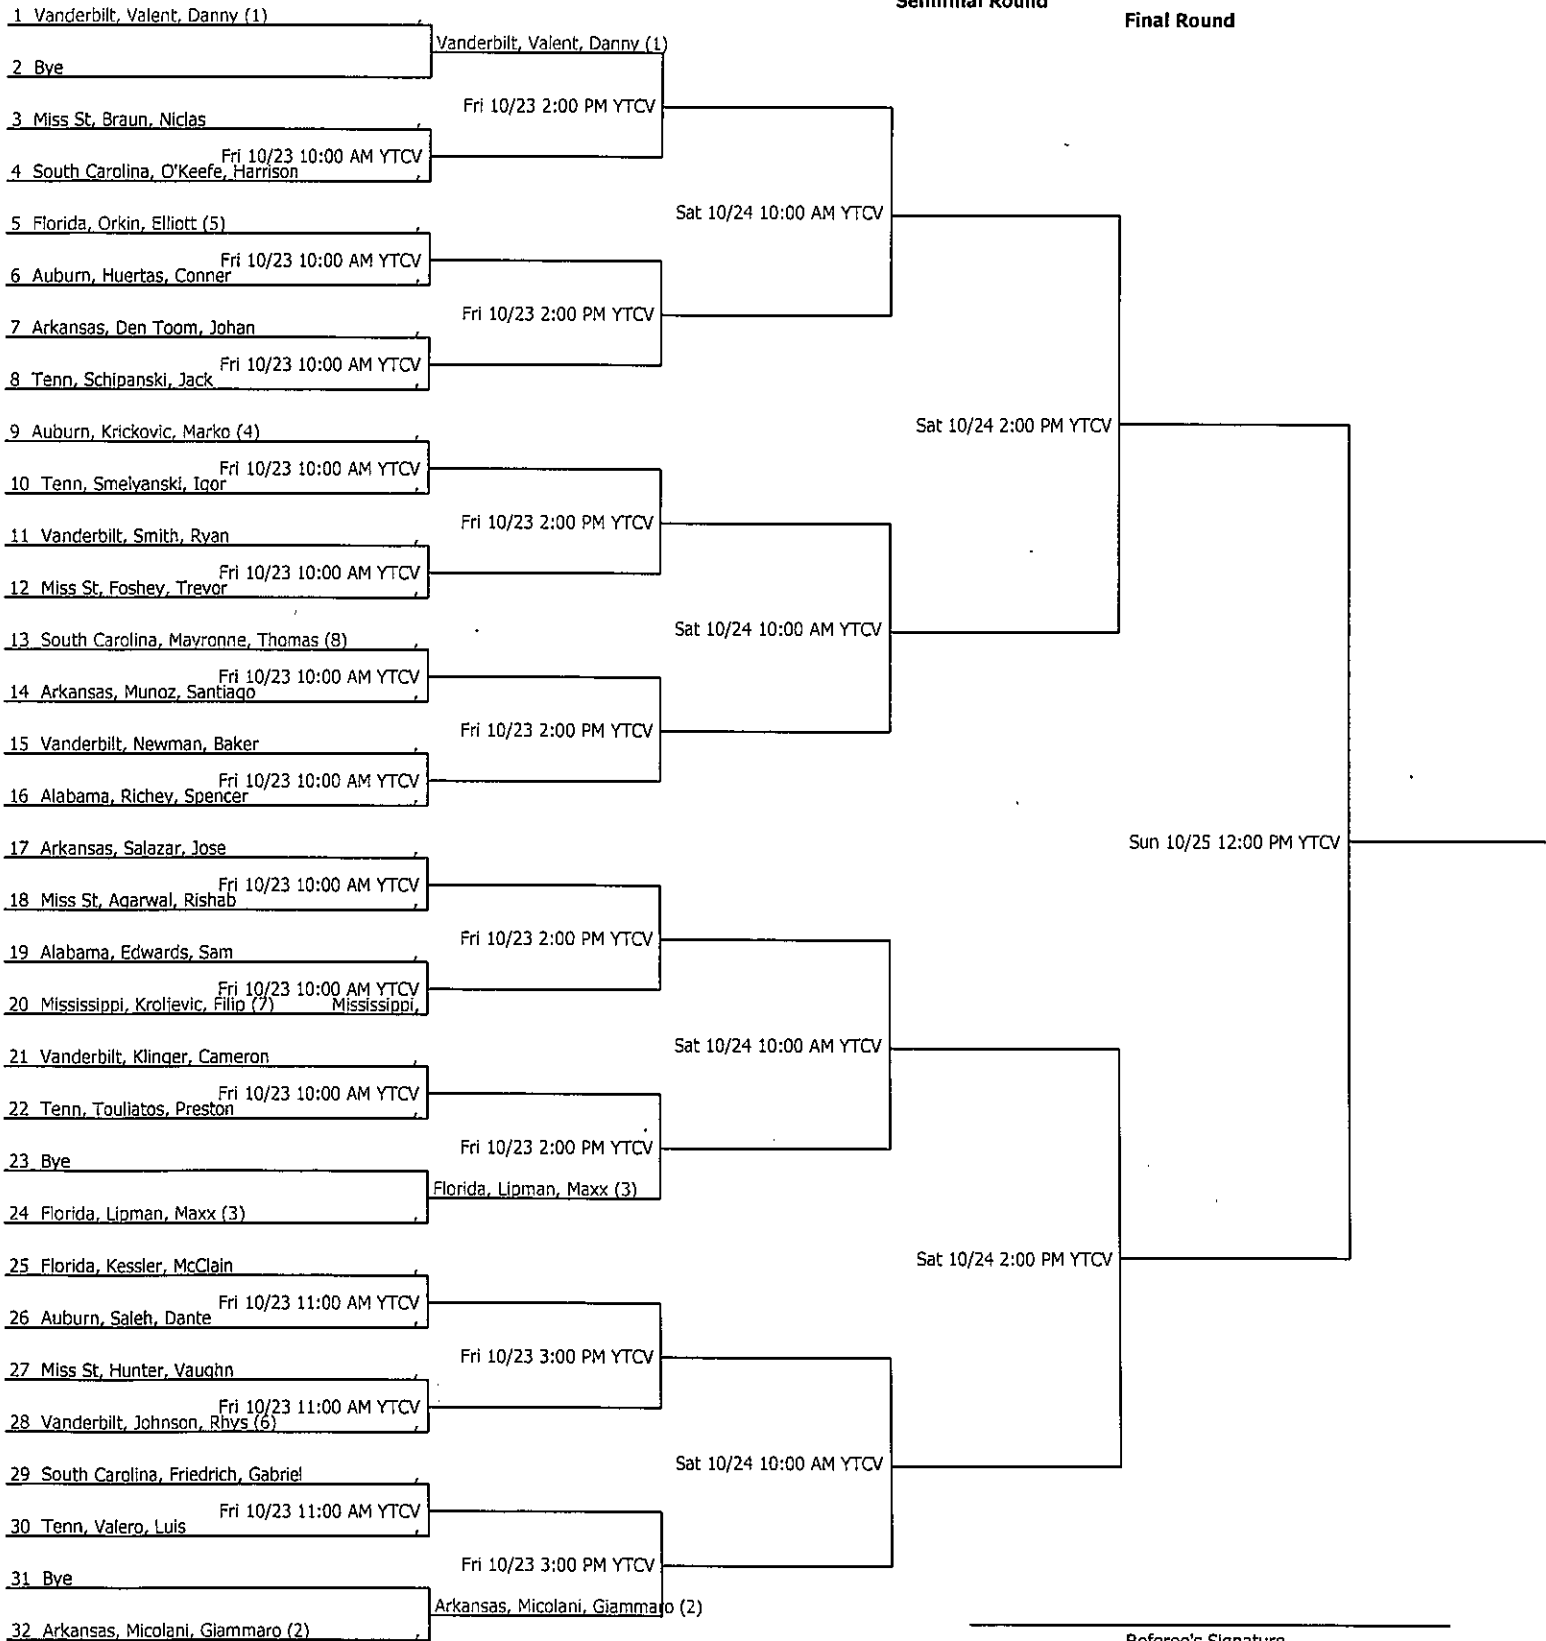 Semifinal Round
Final Round
1 Vanderbilt, Valent, Danny (1) ,
Vanderbilt, Valent, Danny (1)
2 Bye
Fri 10/23 2:00 PM YTCV
3 Miss St, Braun, Niclas ,
Fri 10/23 10:00 AM YTCV
4 South Carolina, O'Keefe, Harrison ,
Sat 10/24 10:00 AM YTCV
5 Florida, Orkin, Elliott (5) ,
Fri 10/23 10:00 AM YTCV
6 Auburn, Huertas, Conner ,
Fri 10/23 2:00 PM YTCV
7 Arkansas, Den Toom, Johan ,
Fri 10/23 10:00 AM YTCV
8 Tenn, Schipanski, Jack ,
Sat 10/24 2:00 PM YTCV
9 Auburn, Krickovic, Marko (4) ,
Fri 10/23 10:00 AM YTCV
10 Tenn, Smelyanski, Igor ,
Fri 10/23 2:00 PM YTCV
11 Vanderbilt, Smith, Ryan ,
Fri 10/23 10:00 AM YTCV
12 Miss St, Foshey, Trevor ,
Sat 10/24 10:00 AM YTCV
13 South Carolina, Mayronne, Thomas (8) ,
Fri 10/23 10:00 AM YTCV
14 Arkansas, Munoz, Santiago ,
Fri 10/23 2:00 PM YTCV
15 Vanderbilt, Newman, Baker ,
Fri 10/23 10:00 AM YTCV
16 Alabama, Richey, Spencer ,
Sun 10/25 12:00 PM YTCV
17 Arkansas, Salazar, Jose ,
Fri 10/23 10:00 AM YTCV
18 Miss St, Agarwal, Rishab ,
Fri 10/23 2:00 PM YTCV
19 Alabama, Edwards, Sam ,
Fri 10/23 10:00 AM YTCV
20 Mississippi, Kroljevic, Filip (7) Mississippi,
Sat 10/24 10:00 AM YTCV
21 Vanderbilt, Klinger, Cameron ,
Fri 10/23 10:00 AM YTCV
22 Tenn, Touliatos, Preston ,
Fri 10/23 2:00 PM YTCV
23 Bye
Florida, Lipman, Maxx (3)
24 Florida, Lipman, Maxx (3) ,
Sat 10/24 2:00 PM YTCV
25 Florida, Kessler, McClain ,
Fri 10/23 11:00 AM YTCV
26 Auburn, Saleh, Dante ,
Fri 10/23 3:00 PM YTCV
27 Miss St, Hunter, Vaughn ,
Fri 10/23 11:00 AM YTCV
28 Vanderbilt, Johnson, Rhys (6) ,
Sat 10/24 10:00 AM YTCV
29 South Carolina, Friedrich, Gabriel ,
Fri 10/23 11:00 AM YTCV
30 Tenn, Valero, Luis ,
Fri 10/23 3:00 PM YTCV
31 Bye
Arkansas, Micolani, Giammaro (2)
32 Arkansas, Micolani, Giammaro (2) ,
Referee's Signature